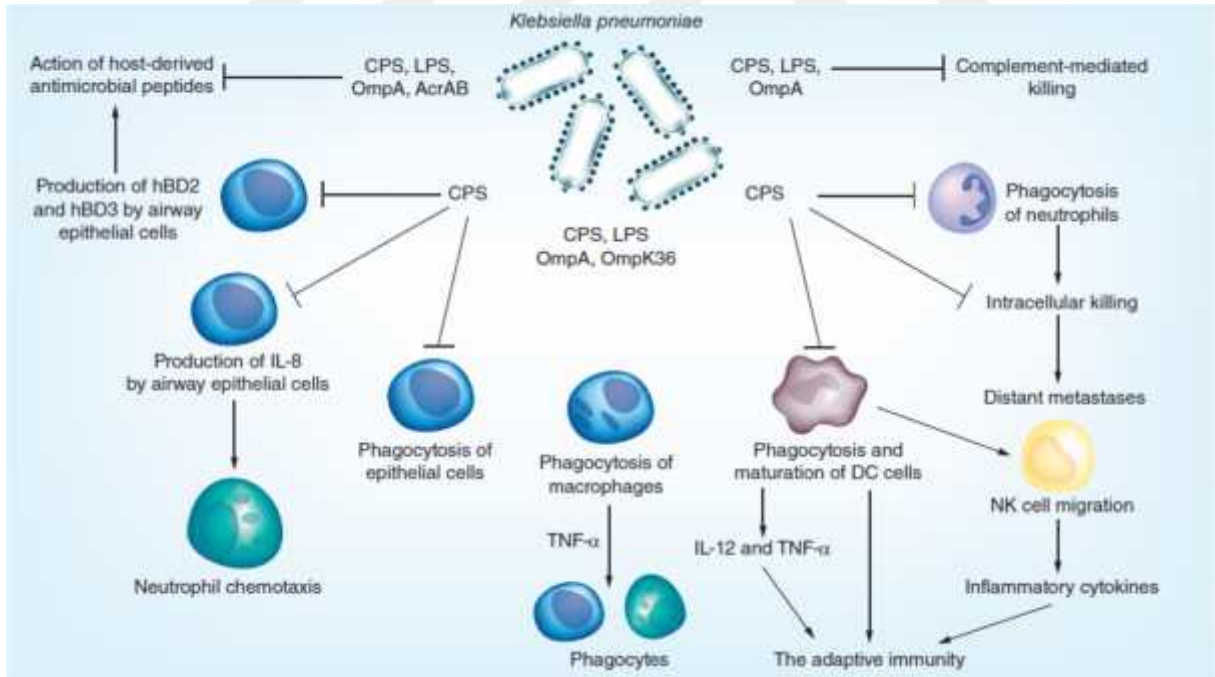 Klebsiella pneumoniae
Action of host-derived
antimicrobial peptides
CPS, LPS,
OmpA, AcrAB
CPS, LPS,
OmpA
Complement-mediated
killing
Production of hBD2
and hBD3 by airway
epithelial cells
CPS
CPS
Phagocytosis
of neutrophils
CPS, LPS
OmpA, OmpK36
Intracellular killing
Production of IL-8
by airway epithelial cells
Distant metastases
Phagocytosis of
epithelial cells
Phagocytosis of
macrophages
Phagocytosis and
maturation of DC cells
NK cell migration
TNF-α
IL-12 and TNF-α
Neutrophil chemotaxis
Inflammatory cytokines
Phagocytes
The adaptive immunity